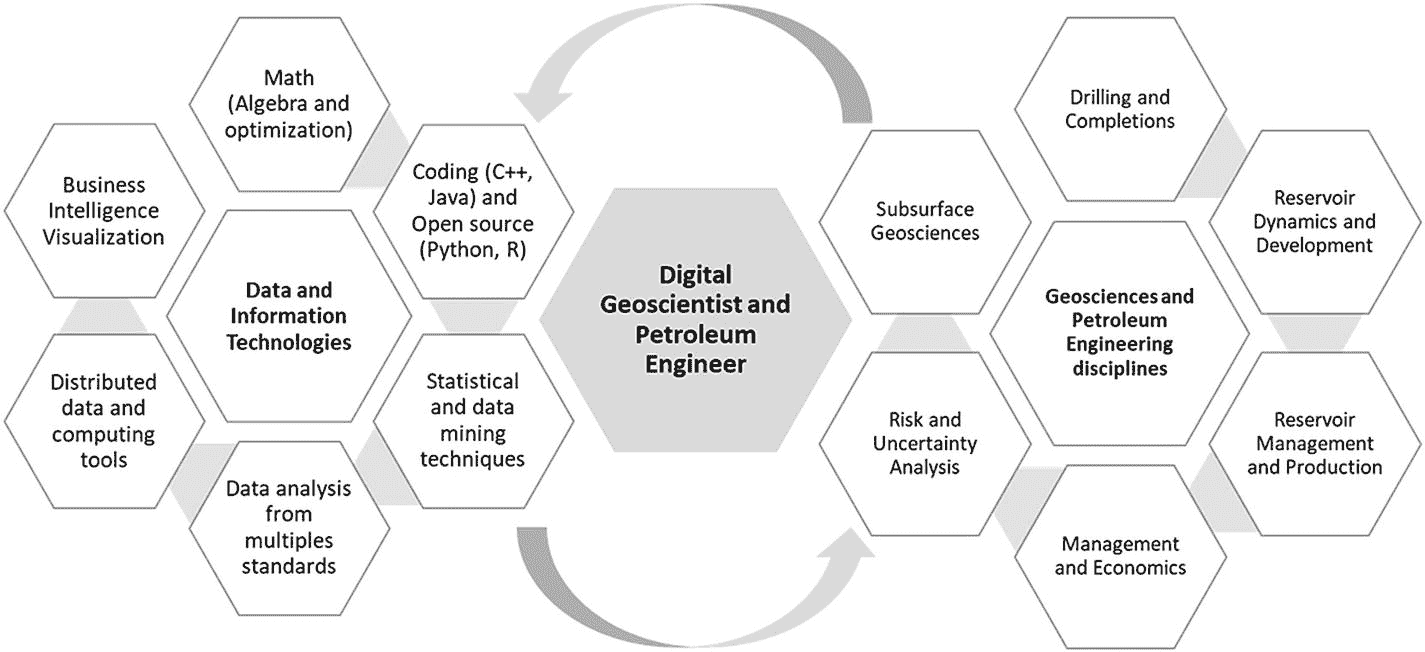 Math
(Algebra and
optimization)
Business
Intelligence
Visualization
Coding (C++,
Java) and
Open source
(Python, R)
Data and
Information
Technologies
Distributed
data and
computing
tools
Statistical
and data
mining
techniques
Data analysis
from
multiples
standards
Digital
Geoscientist and
Petroleum
Engineer
Drilling and
Completions
Subsurface
Geosciences
Reservoir
Dynamics and
Development
Geosciences and
Petroleum
Engineering
disciplines
Risk and
Uncertainty
Analysis
Reservoir
Management
and Production
Management
and Economics